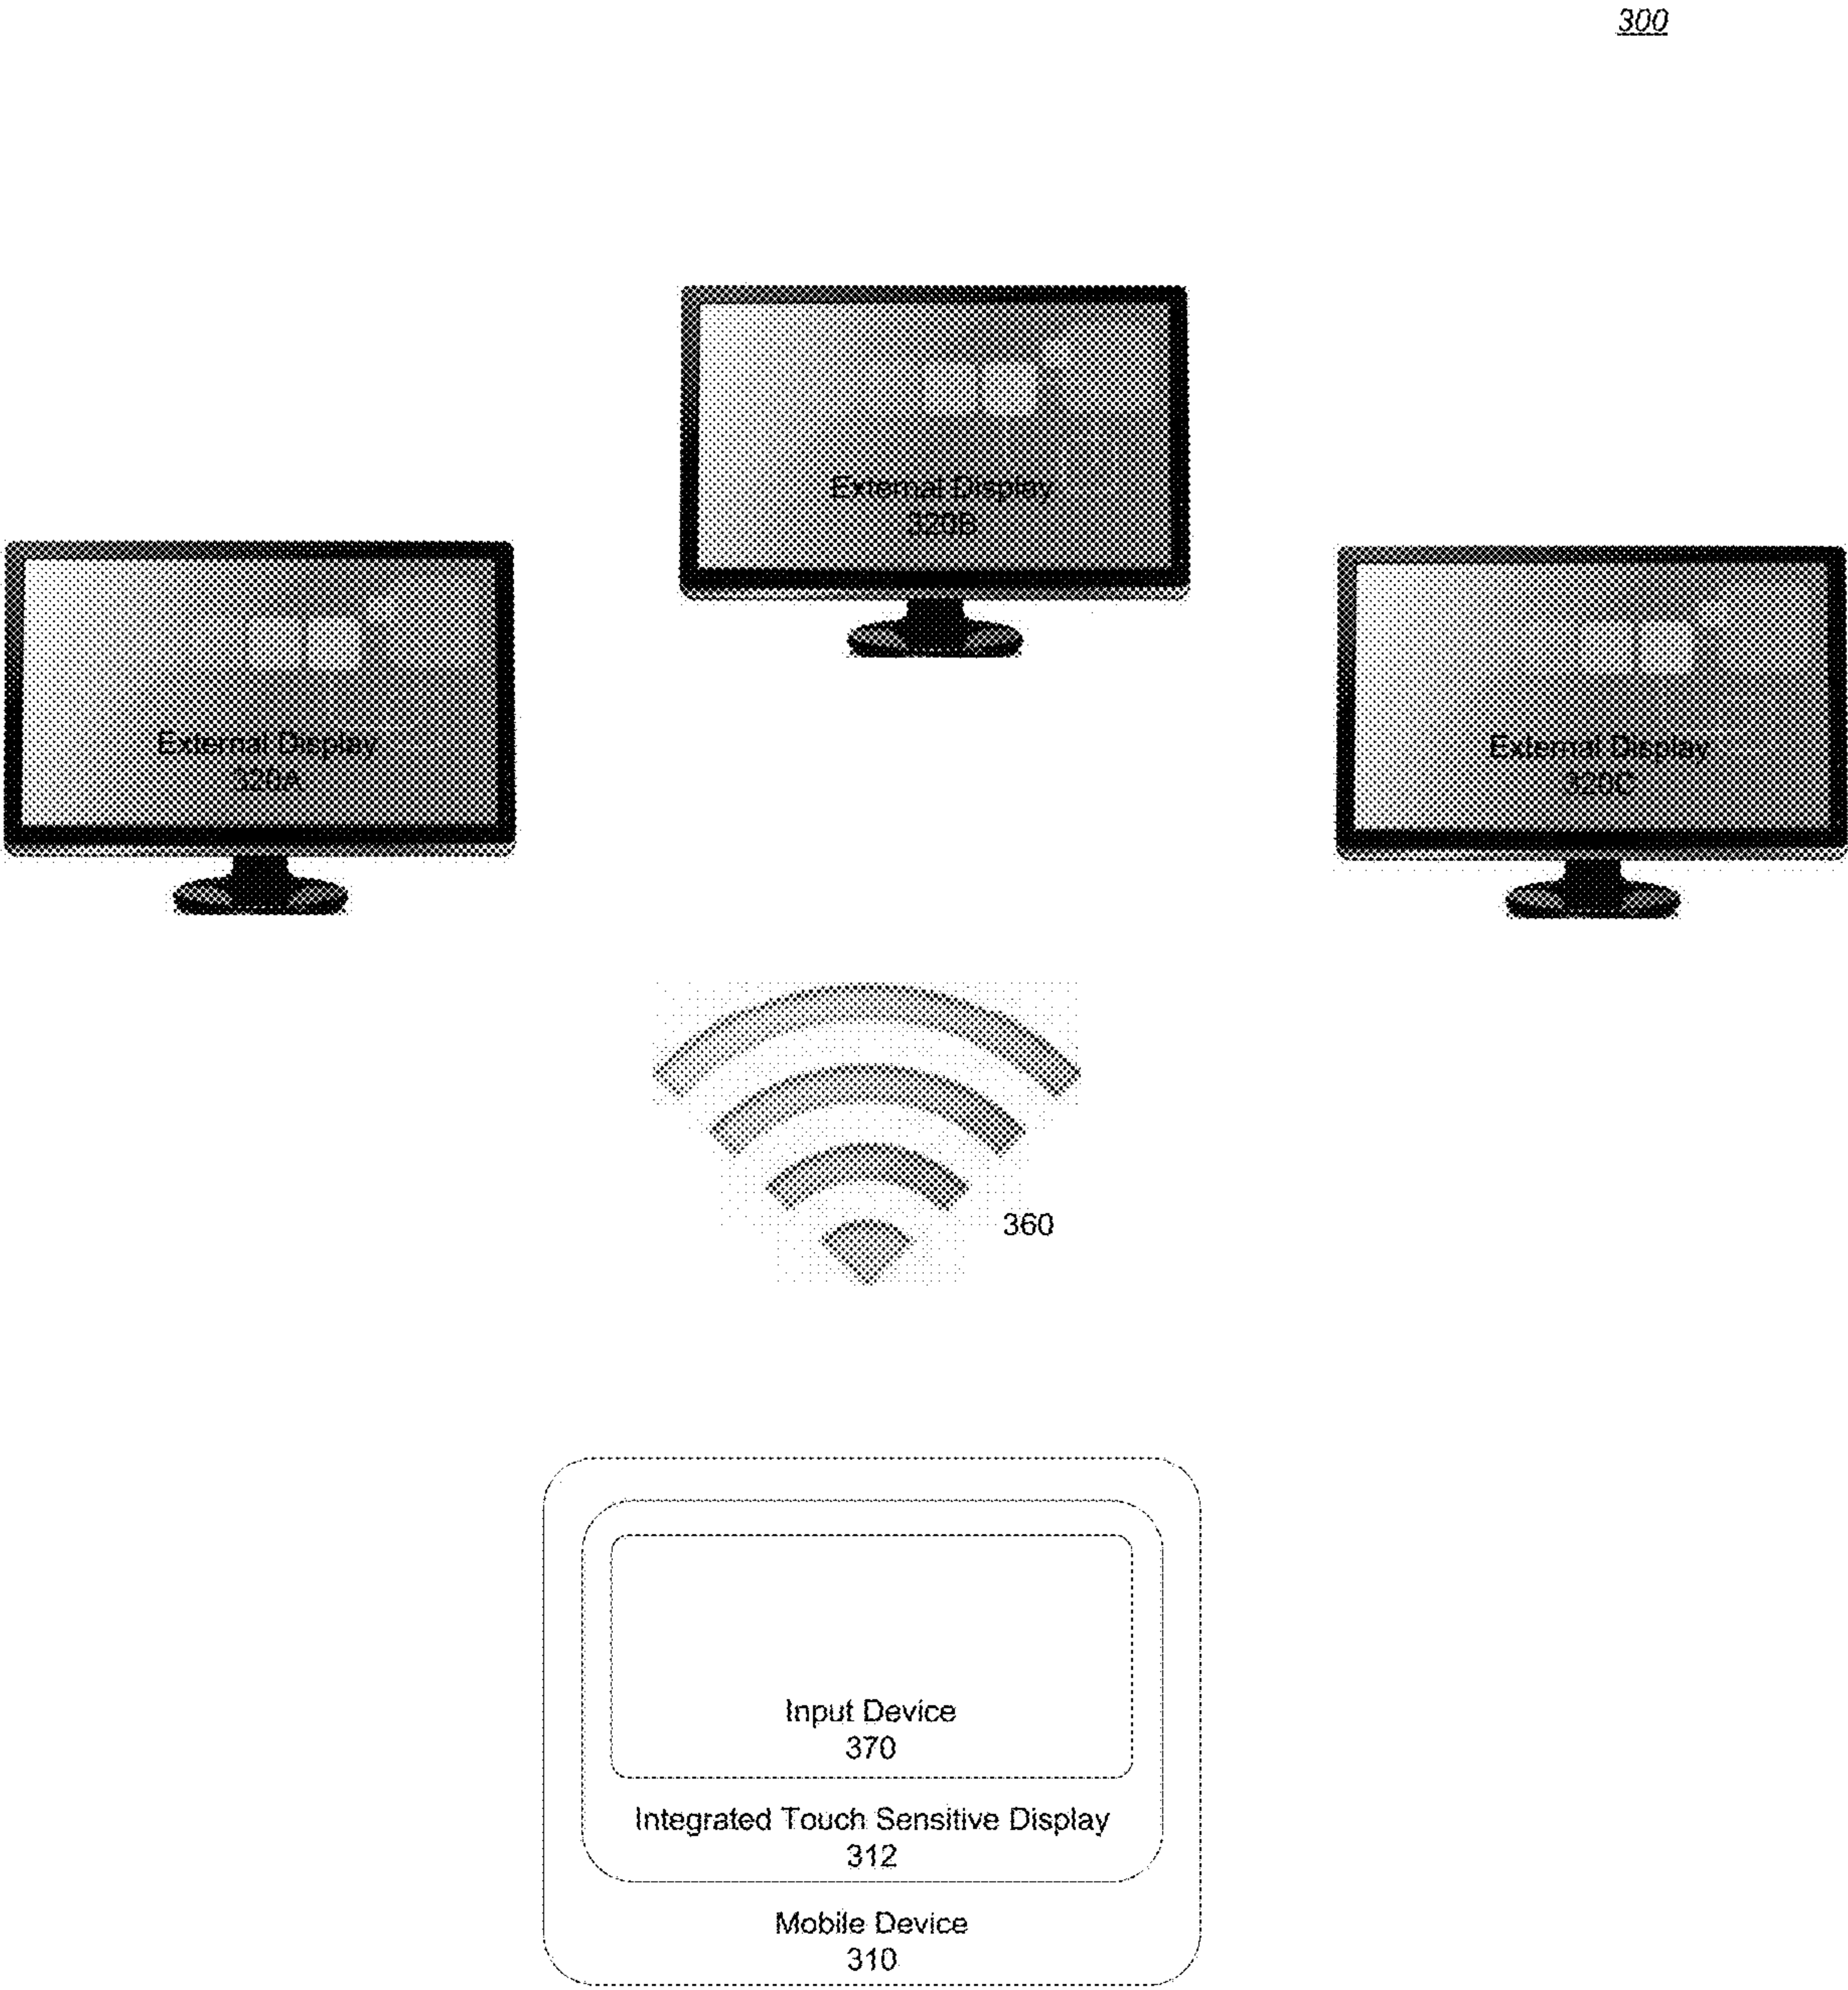 300
External Display
320B
External Display
320A
External Display
320C
360
Input Device
370
Integrated Touch Sensitive Display
312
Mobile Device
310